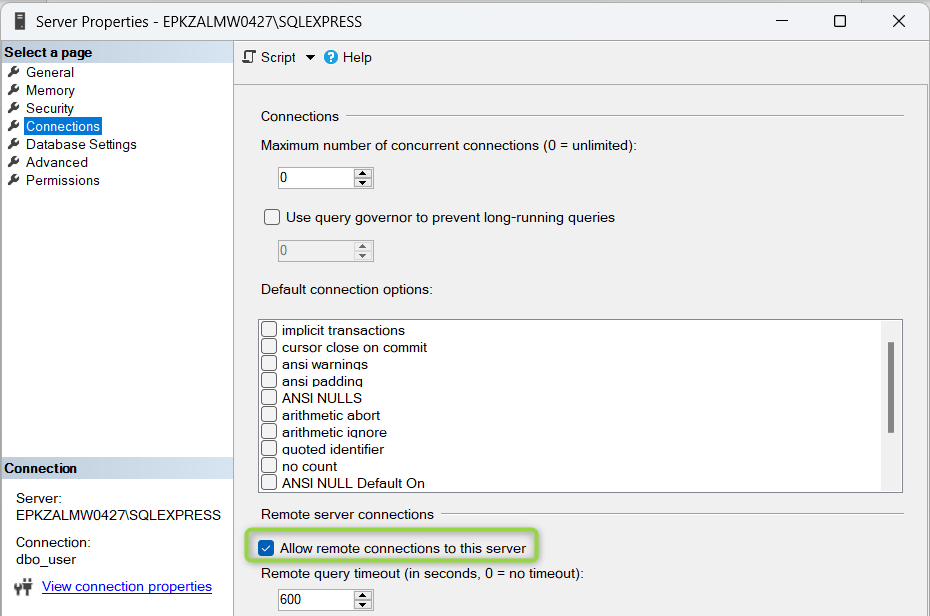 Server Properties - EPKZALMW0427\SQLEXPRESS
Select a page
General
Memory
Security
Connections
Database Settings
Advanced
Permissions
Connection
Server:
EPKZALMW0427\SQLEXPRESS
Connection:
dbo_user
View connection properties
Script
Help
Connections
Maximum number of concurrent connections (0 = unlimited):
0
Use query governor to prevent long-running queries
0
Default connection options:
implicit transactions
cursor close on commit
ansi warnings
ansi padding
ANSI NULLS
arithmetic abort
arithmetic ignore
quoted identifier
no count
ANSI NULL Default On
Remote server connections
Allow remote connections to this server
Remote query timeout (in seconds, 0 = no timeout):
600